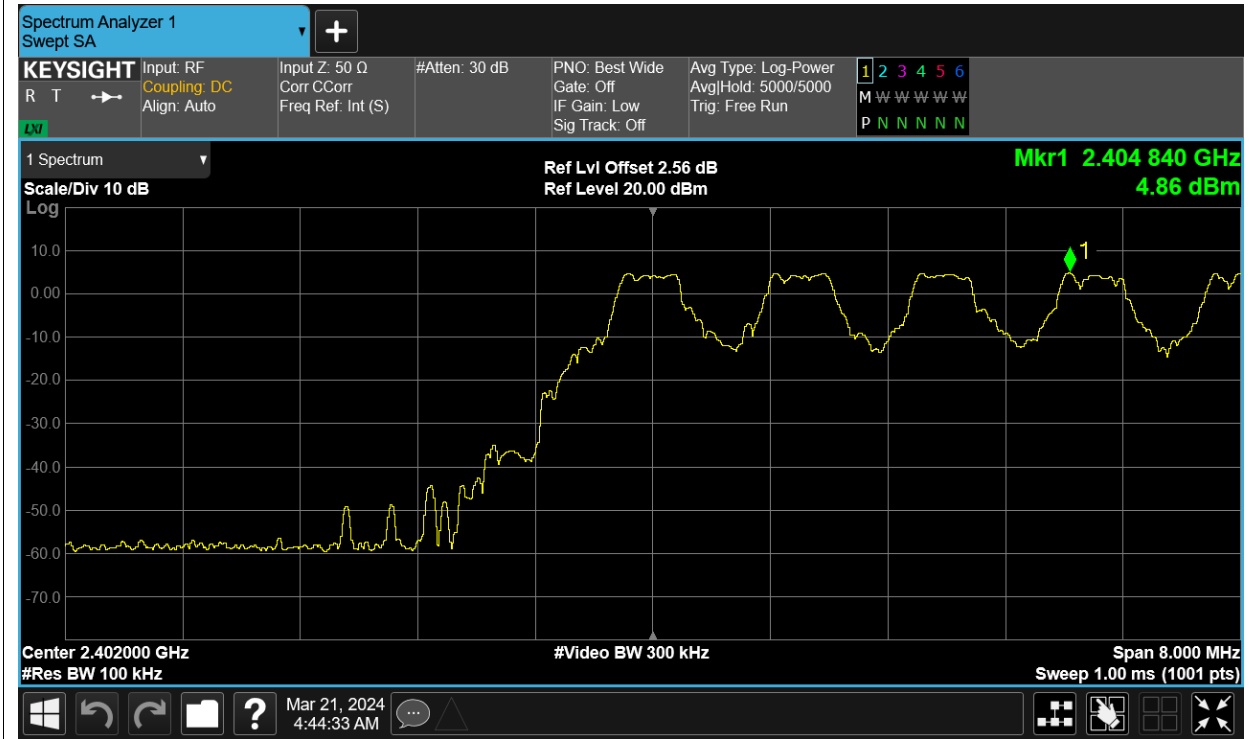 Spectrum Analyzer 1
Swept SA
+
KEYSIGHT
R T
LXI
Input: RF
Coupling: DC
Align: Auto
Input Z: 50 Ω
Corr CCorr
Freq Ref: Int (S)
#Atten: 30 dB
PNO: Best Wide
Gate: Off
IF Gain: Low
Sig Track: Off
Avg Type: Log-Power
Avg|Hold: 5000/5000
Trig: Free Run
1 2 3 4 5 6
M W W W W W
P N N N N N
1 Spectrum
Scale/Div 10 dB
Log
Ref Lvl Offset 2.56 dB
Ref Level 20.00 dBm
Mkr1 2.404 840 GHz
4.86 dBm
1
10.0
0.00
-10.0
-20.0
-30.0
-40.0
-50.0
-60.0
-70.0
Center 2.402000 GHz
#Res BW 100 kHz
#Video BW 300 kHz
Span 8.000 MHz
Sweep 1.00 ms (1001 pts)
?
Mar 21, 2024
4:44:33 AM